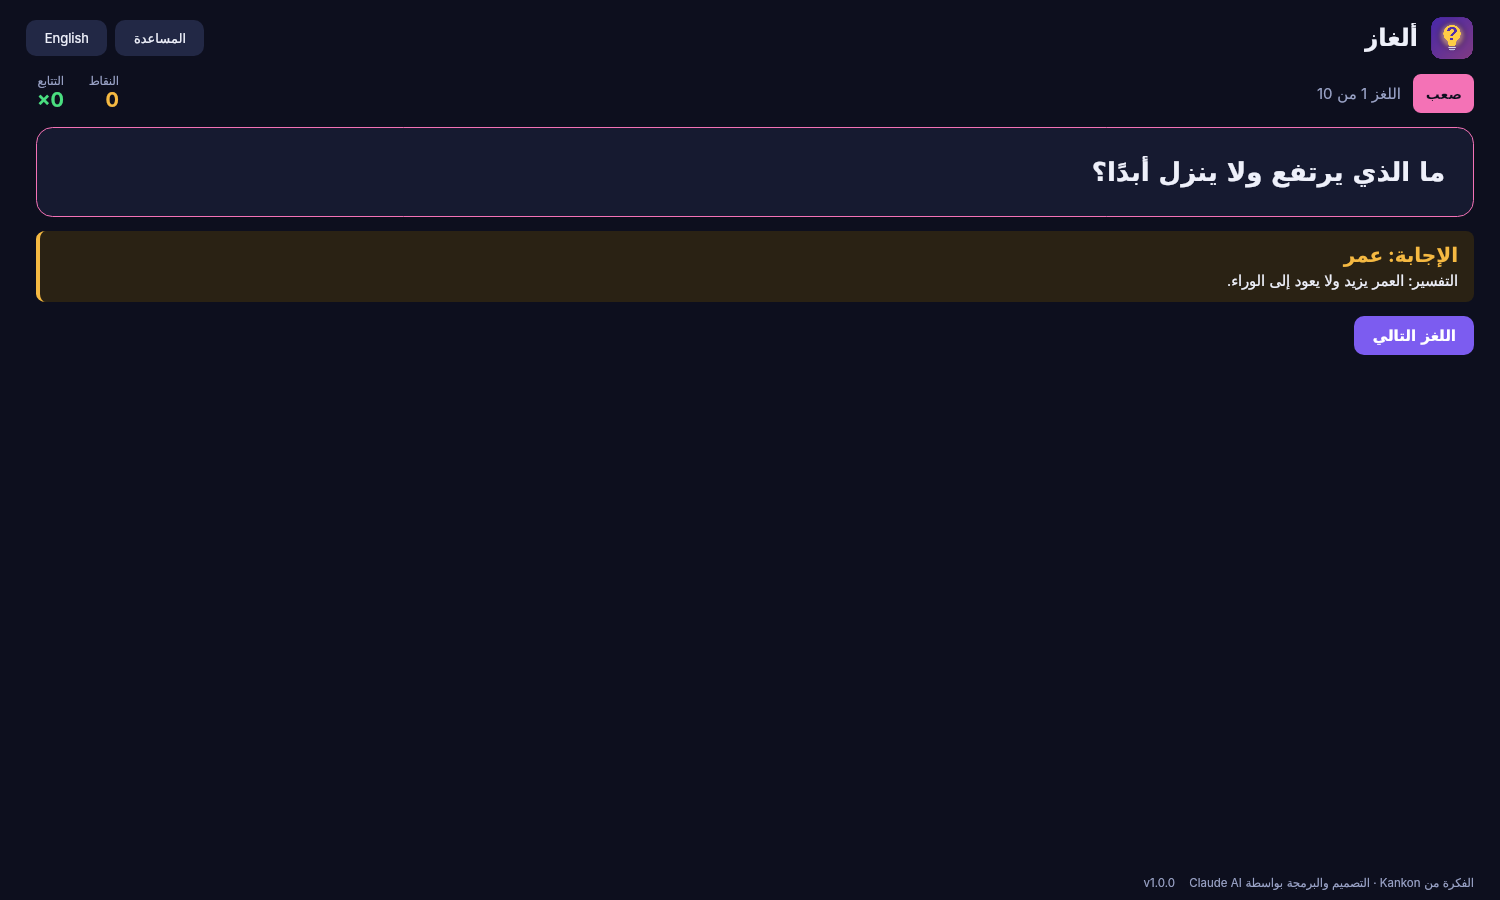 ألغاز
المساعدة
English
صعب
اللغز 1 من 10
النقاط
0
التتابع
×0
ما الذي يرتفع ولا ينزل أبدًا؟
الإجابة: عمر
التفسير: العمر يزيد ولا يعود إلى الوراء.
اللغز التالي
الفكرة من Kankon · التصميم والبرمجة بواسطة Claude AI v1.0.0